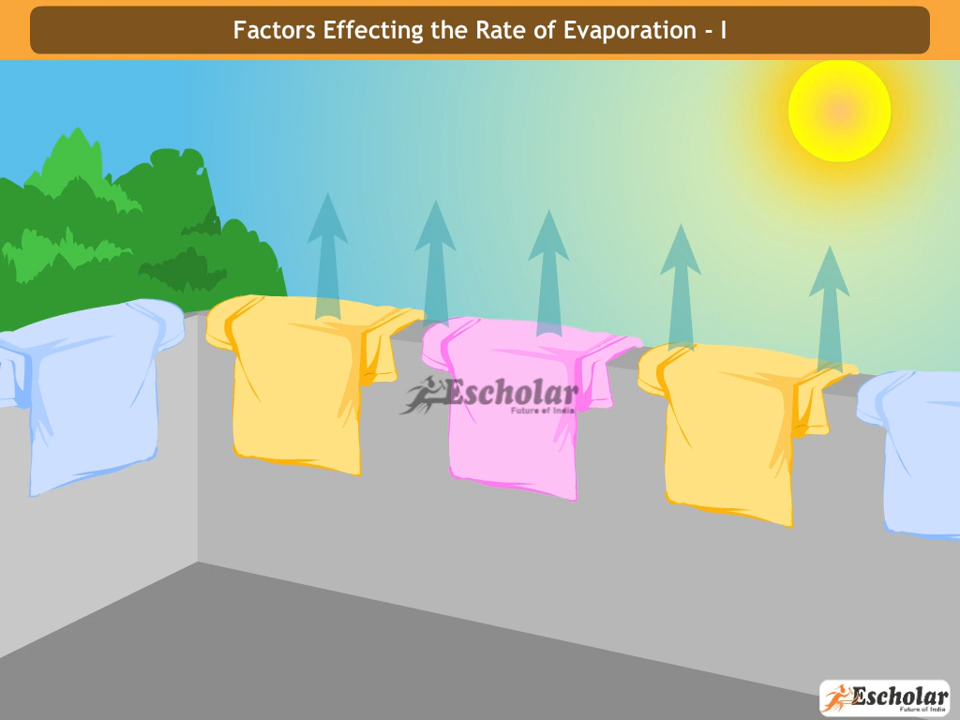 Factors Effecting the Rate of Evaporation - I
Escholar
Future of India
Escholar
Future of India